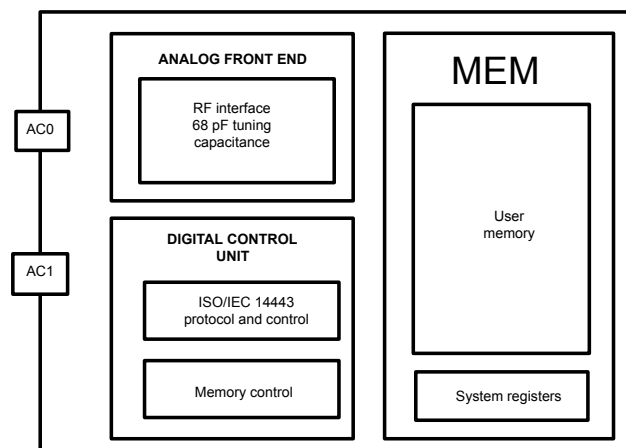 ANALOG FRONT END
RF interface
68 pF tuning
capacitance
AC0
AC1
DIGITAL CONTROL
UNIT
ISO/IEC 14443
protocol and control
Memory control
MEM
User
memory
System registers